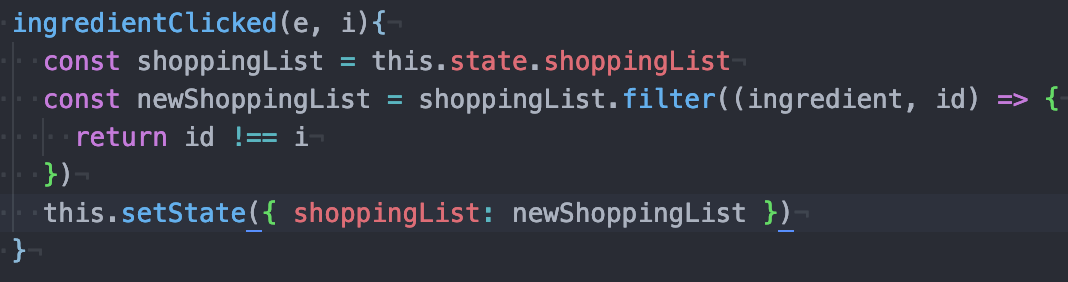 ingredientClicked(e, i){
const shoppingList = this.state.shoppingList
const newShoppingList = shoppingList.filter((ingredient, id) => {
return id !== i
})
this.setState({ shoppingList: newShoppingList })
}